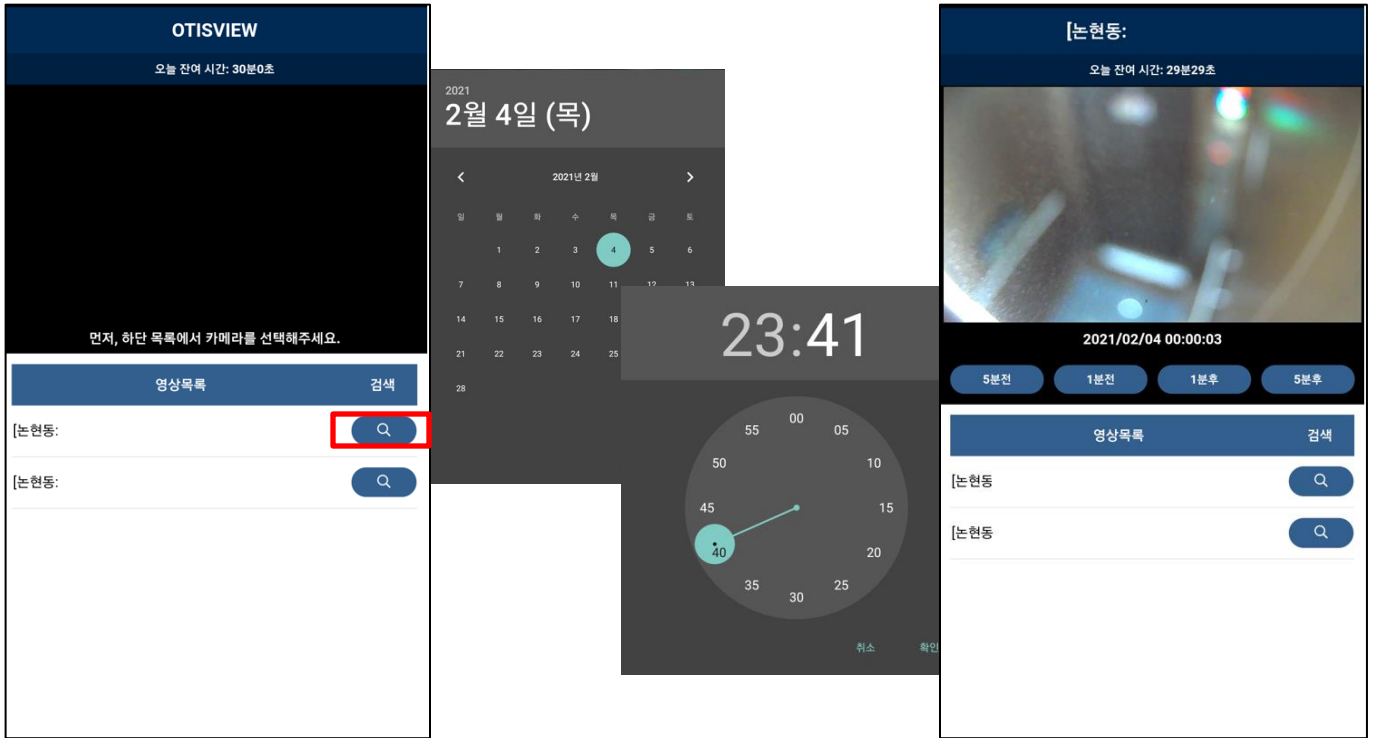 OTISVIEW
오늘 잔여 시간: 30분0초
먼저, 하단 목록에서 카메라를 선택해주세요.
영상목록 검색
[논현동:
[논현동:
2021
2월 4일 (목)
2021년 2월
일 월 화 수 목 금 토
1 2 3 4 5 6
7 8 9 10 11 12 13
14 15 16 17 18
21 22 23 24 25
28
23:41
00
55 05
50 10
45 15
40 20
35 25
30
취소 확인
[논현동:
오늘 잔여 시간: 29분29초
2021/02/04 00:00:03
5분전 1분전 1분후 5분후
영상목록 검색
[논현동
[논현동